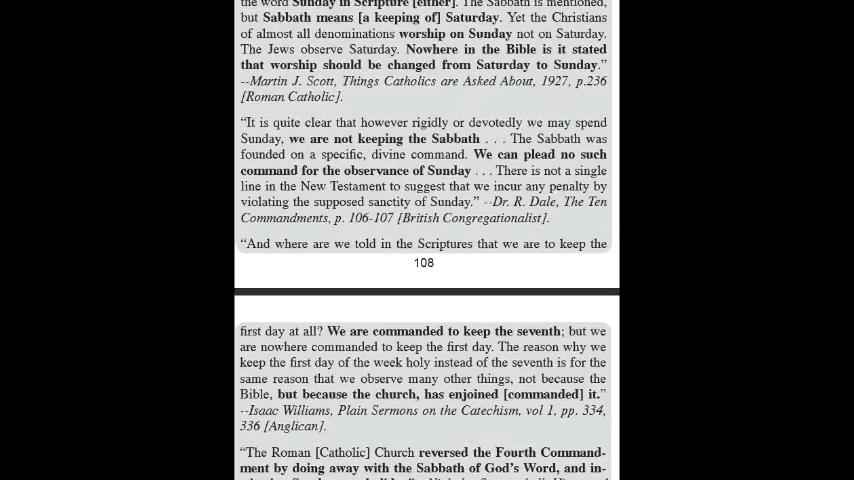 the word Sunday in Scripture [either]. The Sabbath is mentioned,
but Sabbath means [a keeping of] Saturday. Yet the Christians
of almost all denominations worship on Sunday not on Saturday.
The Jews observe Saturday. Nowhere in the Bible is it stated
that worship should be changed from Saturday to Sunday.”
--Martin J. Scott, Things Catholics are Asked About, 1927, p.236
[Roman Catholic].
“It is quite clear that however rigidly or devotedly we may spend
Sunday, we are not keeping the Sabbath . . . The Sabbath was
founded on a specific, divine command. We can plead no such
command for the observance of Sunday . . . There is not a single
line in the New Testament to suggest that we incur any penalty by
violating the supposed sanctity of Sunday.” --Dr. R. Dale, The Ten
Commandments, p. 106-107 [British Congregationalist].
“And where are we told in the Scriptures that we are to keep the
108
first day at all? We are commanded to keep the seventh; but we
are nowhere commanded to keep the first day. The reason why we
keep the first day of the week holy instead of the seventh is for the
same reason that we observe many other things, not because the
Bible, but because the church, has enjoined [commanded] it.”
--Isaac Williams, Plain Sermons on the Catechism, vol 1, pp. 334,
336 [Anglican].
“The Roman [Catholic] Church reversed the Fourth Command-
ment by doing away with the Sabbath of God’s Word, and in-